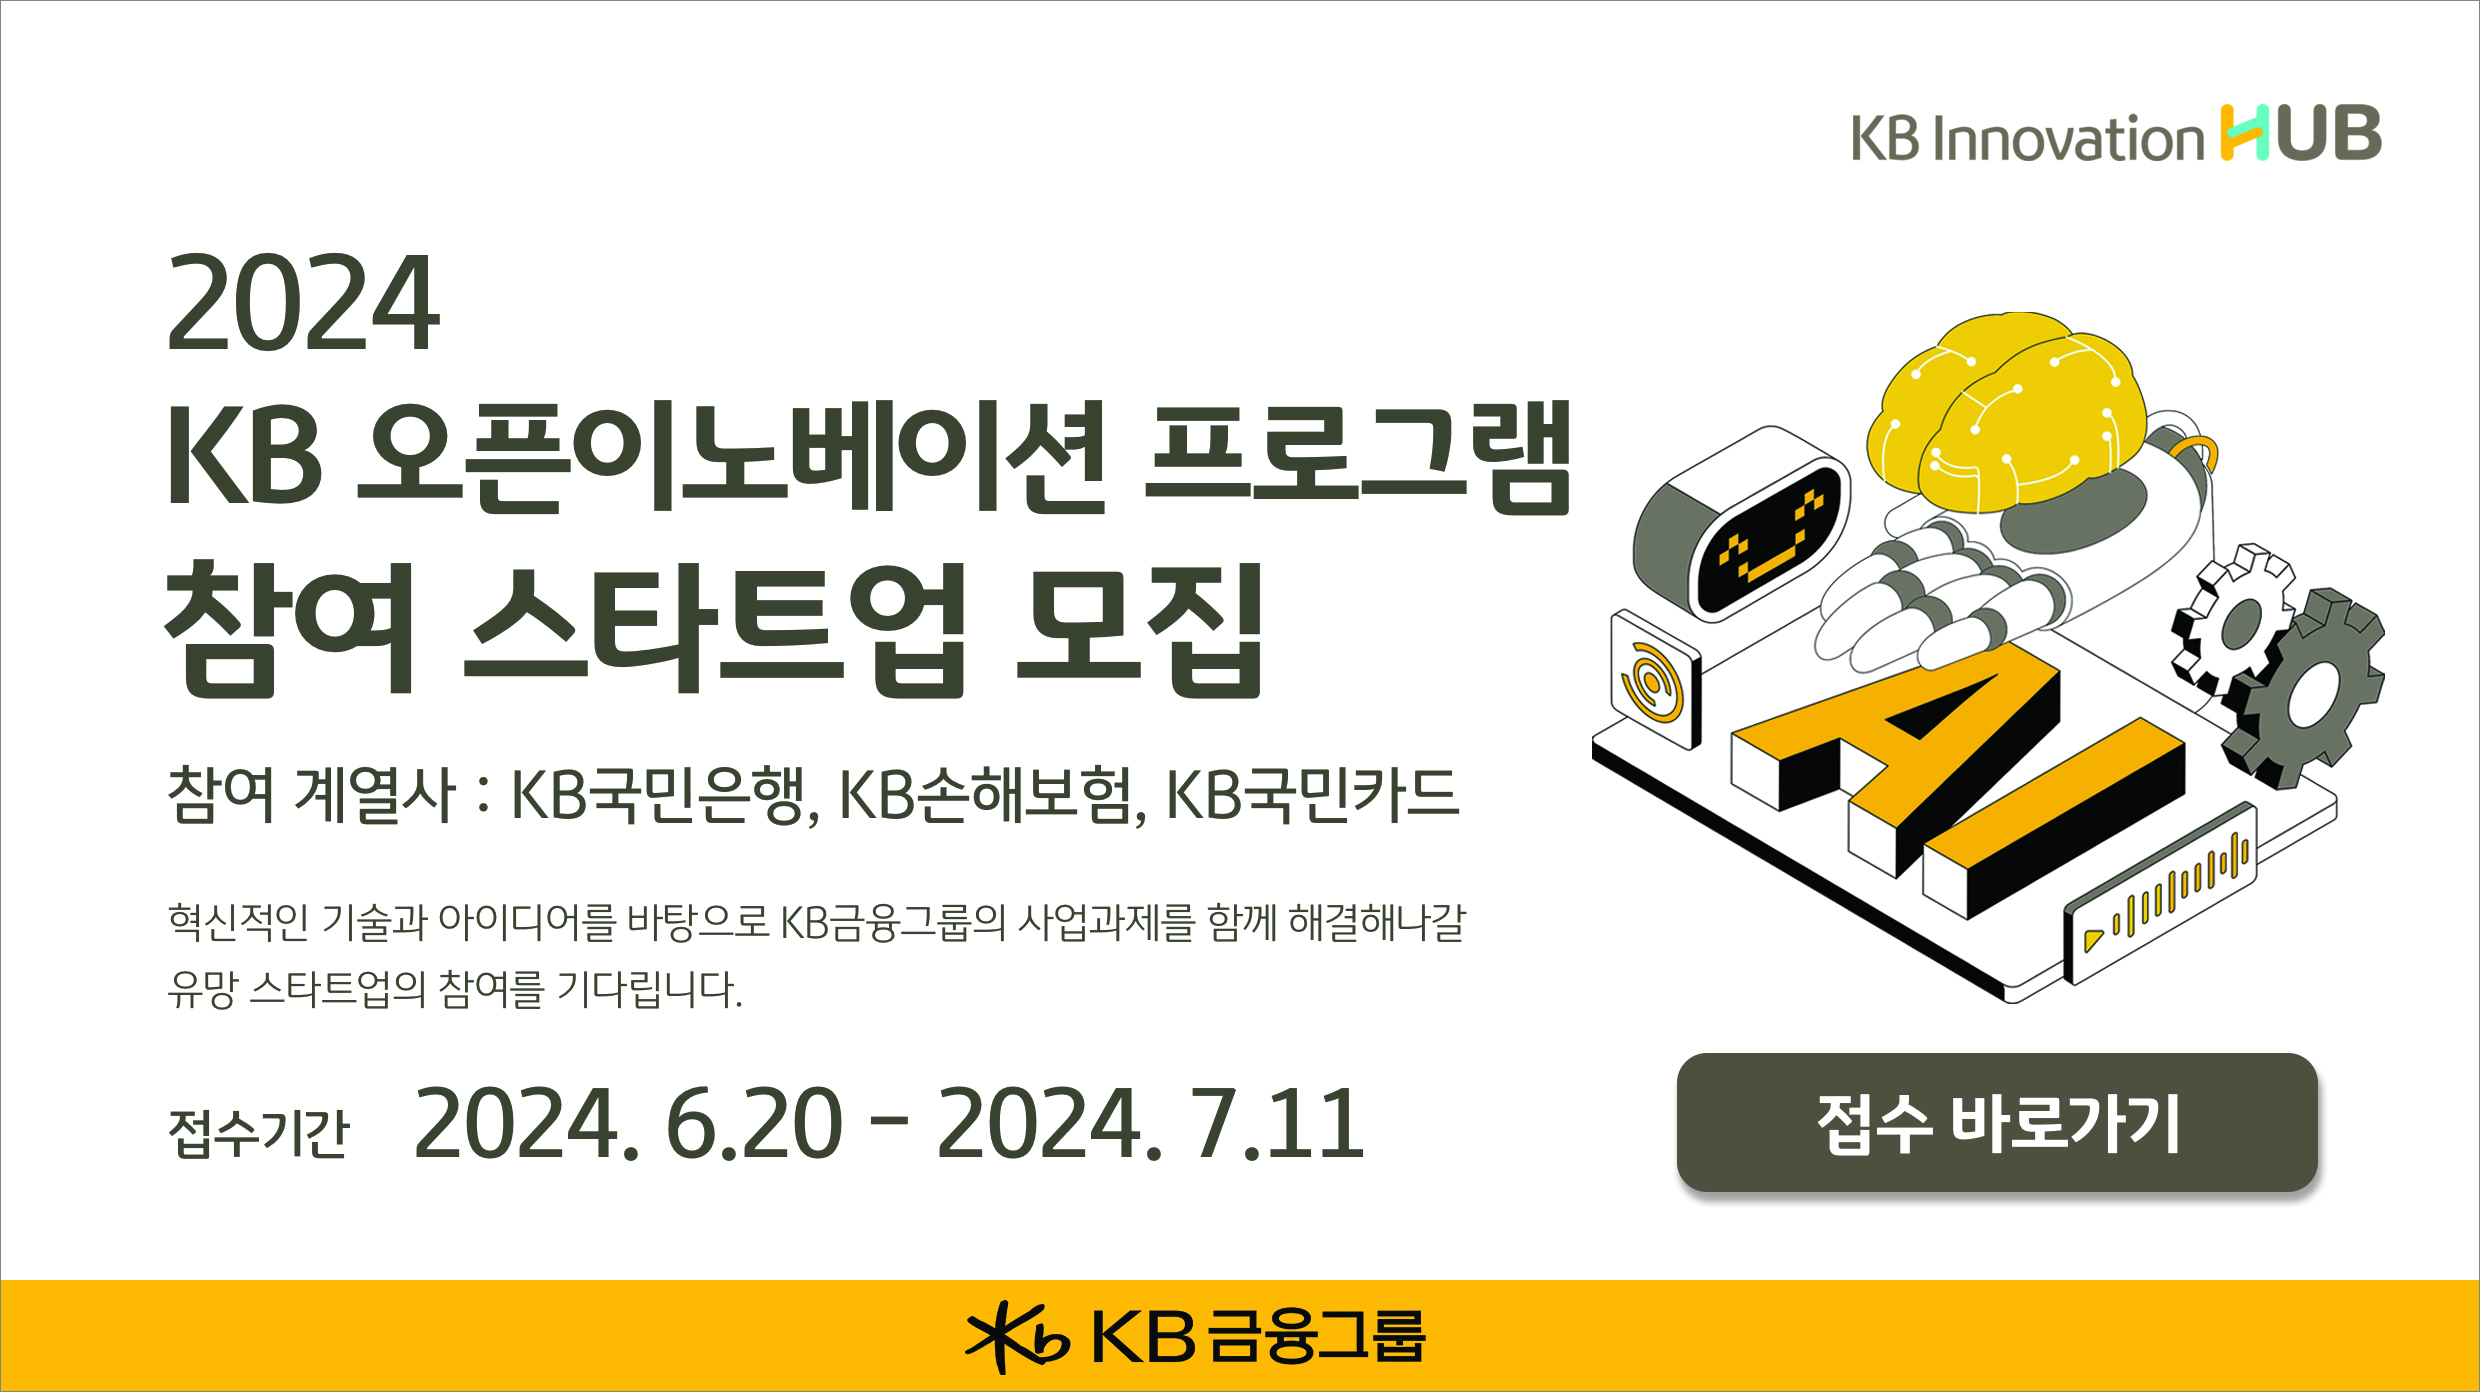 KB Innovation HUB
2024
KB 오픈이노베이션 프로그램
참여 스타트업 모집
참여 계열사 : KB국민은행, KB손해보험, KB국민카드
혁신적인 기술과 아이디어를 바탕으로 KB금융그룹의 사업과제를 함께 해결해나갈
유망 스타트업의 참여를 기다립니다.
접수기간 2024. 6.20 - 2024. 7.11
AI
접수 바로가기
KB 금융그룹